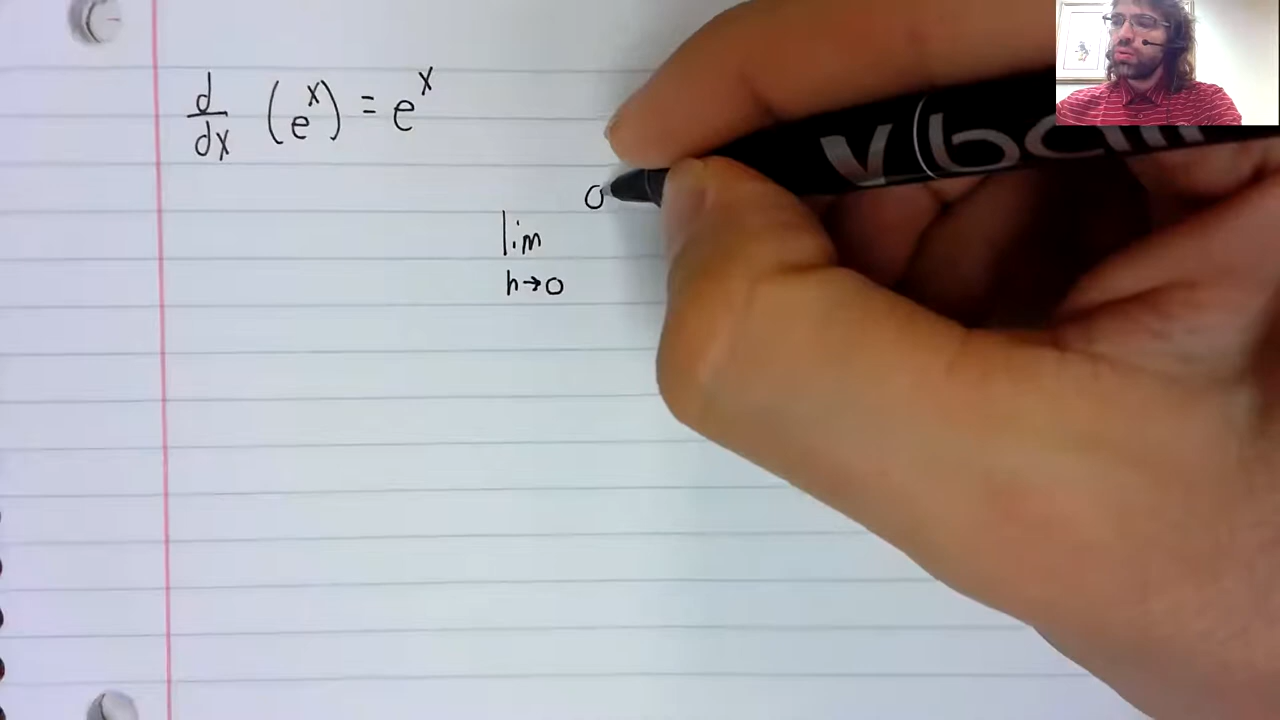 d/dx (e^x) = e^x
lim
h→0